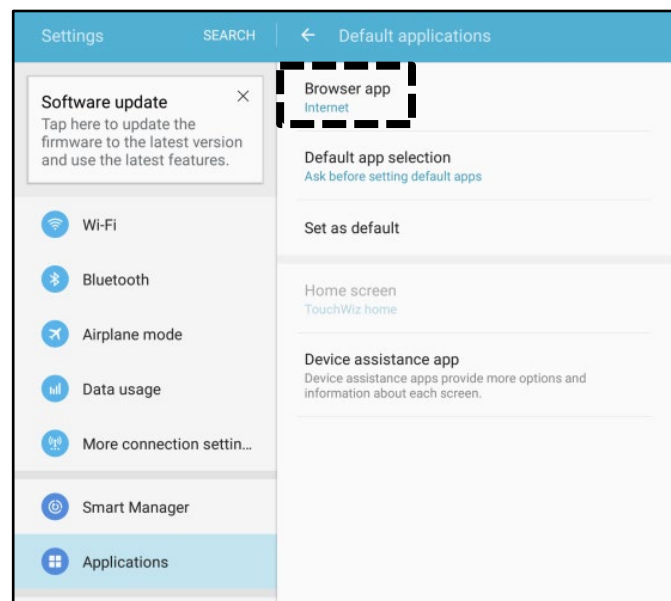 Settings
SEARCH
Default applications
Software update
Tap here to update the
firmware to the latest version
and use the latest features.
Wi-Fi
Bluetooth
Airplane mode
Data usage
More connection settin...
Smart Manager
Applications
Browser app
Internet
Default app selection
Ask before setting default apps
Set as default
Home screen
TouchWiz home
Device assistance app
Device assistance apps provide more options and
information about each screen.